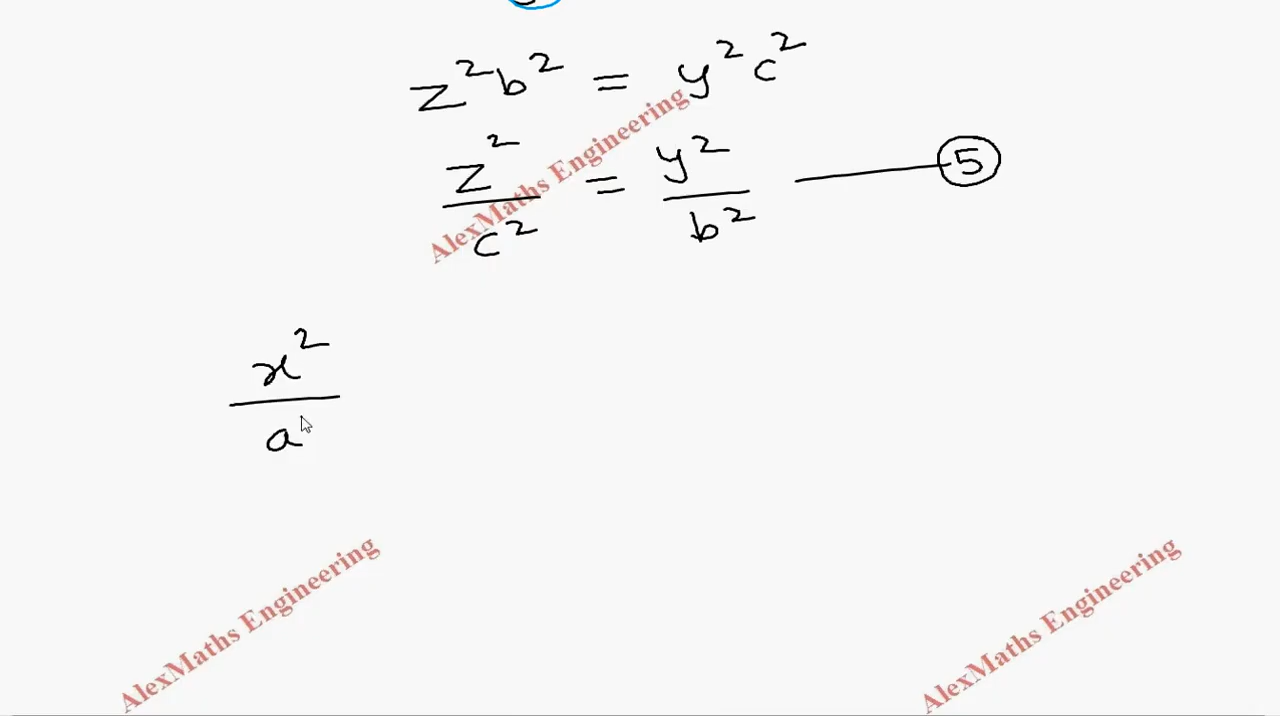 z²b² = y²c²
z²/c² = y²/b² —— ⑤
x²/a
AlexMaths Engineering
AlexMaths Engineering
AlexMaths Engineering